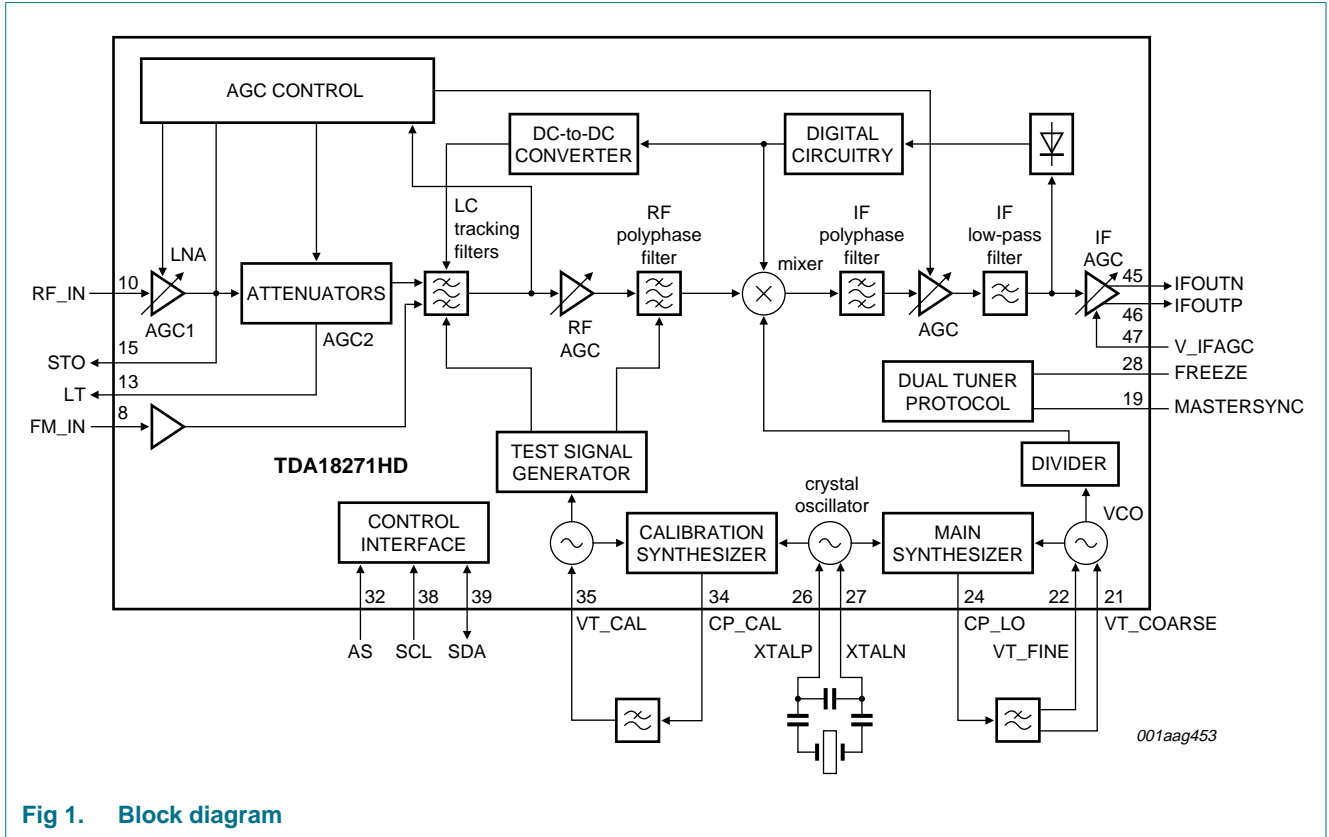 AGC CONTROL
DC-to-DC
CONVERTER
DIGITAL
CIRCUITRY
LC
tracking
filters
RF
polyphase
filter
IF
polyphase
filter
IF
low-pass
filter
IF
AGC
LNA
mixer
RF_IN
10
ATTENUATORS
45
IFOUTN
IFOUTP
46
AGC1
AGC2
RF
AGC
AGC
47
V_IFAGC
STO
15
28
FREEZE
LT
13
DUAL TUNER
PROTOCOL
19
MASTERSYNC
FM_IN
8
TDA18271HD
TEST SIGNAL
GENERATOR
DIVIDER
crystal
oscillator
VCO
CONTROL
INTERFACE
CALIBRATION
SYNTHESIZER
MAIN
SYNTHESIZER
32
38
39
35
34
26
27
24
22
21
VT_CAL
CP_CAL
CP_LO
VT_COARSE
AS
SCL
SDA
XTALP
XTALN
VT_FINE
001aag453
Fig 1. Block diagram